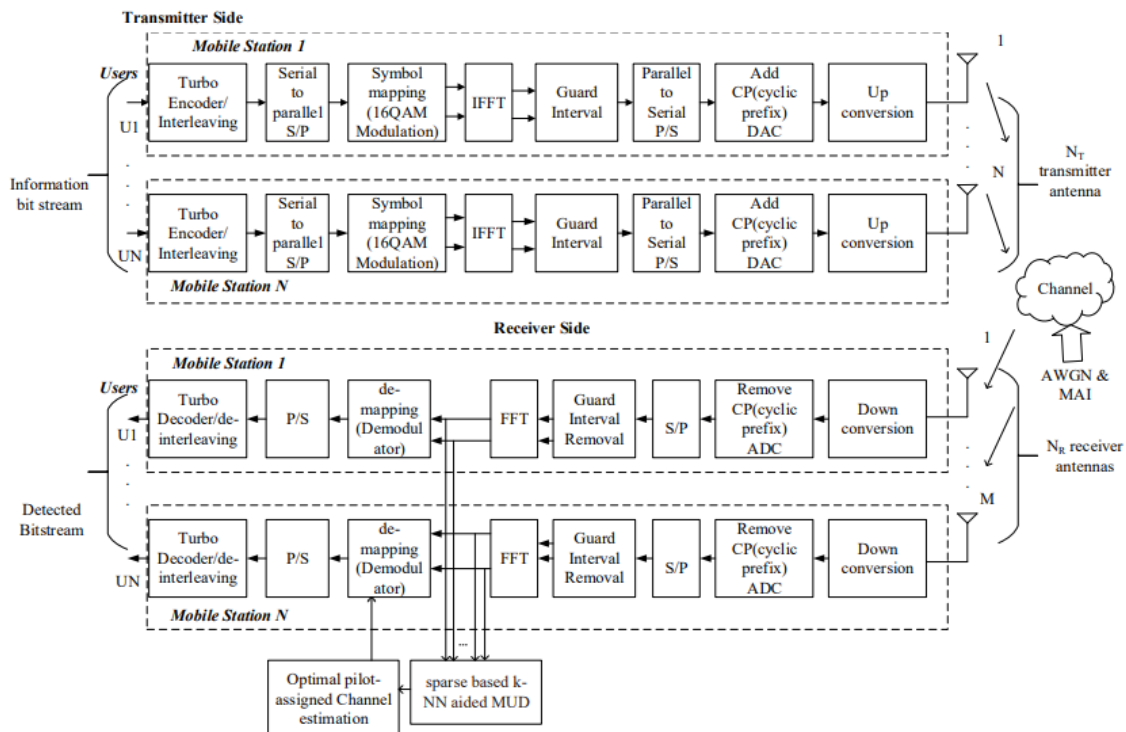 Transmitter Side
Mobile Station 1
Users
U1
Turbo
Encoder/
Interleaving
Serial
to
parallel
S/P
Symbol
mapping
(16QAM
Modulation)
IFFT
Guard
Interval
Parallel
to
Serial
P/S
Add
CP(cyclic
prefix)
DAC
Up
conversion
1
Information
bit stream
N
N_T
transmitter
antenna
UN
Turbo
Encoder/
Interleaving
Serial
to
parallel
S/P
Symbol
mapping
(16QAM
Modulation)
IFFT
Guard
Interval
Parallel
to
Serial
P/S
Add
CP(cyclic
prefix)
DAC
Up
conversion
Mobile Station N
Channel
AWGN &
MAI
Receiver Side
Mobile Station 1
Users
U1
Turbo
Decoder/de-
interleaving
P/S
de-
mapping
(Demodul
ator)
FFT
Guard
Interval
Removal
S/P
Remove
CP(cyclic
prefix)
ADC
Down
conversion
1
Detected
Bitstream
M
N_R receiver
antennas
UN
Turbo
Decoder/de-
interleaving
P/S
de-
mapping
(Demodul
ator)
FFT
Guard
Interval
Removal
S/P
Remove
CP(cyclic
prefix)
ADC
Down
conversion
Mobile Station N
...
Optimal pilot-
assigned Channel
estimation
sparse based k-
NN aided MUD